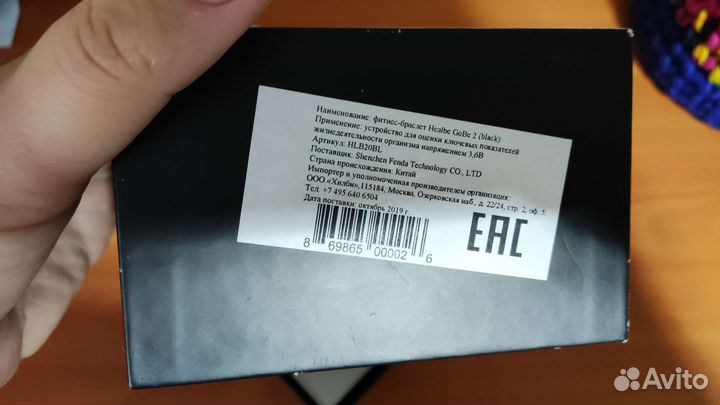 Наименование: фитнес-браслет Healbe GoBe 2 (black)
Применение: устройство для оценки ключевых показателей
жизнедеятельности организма напряжением 3,6В
Артикул: HLB20BL
Поставщик: Shenzhen Fenda Technology CO., LTD
Страна происхождения: Китай
Импортер и уполномоченная производителем организация:
ООО «Хилби», 115184, Москва, Озерковская наб., д. 22/24, стр. 2, оф. 5.
Тел. +7 495 640 6504
Дата поставки: октябрь 2019 г.
8 69865 00002 6
EAC
Avito